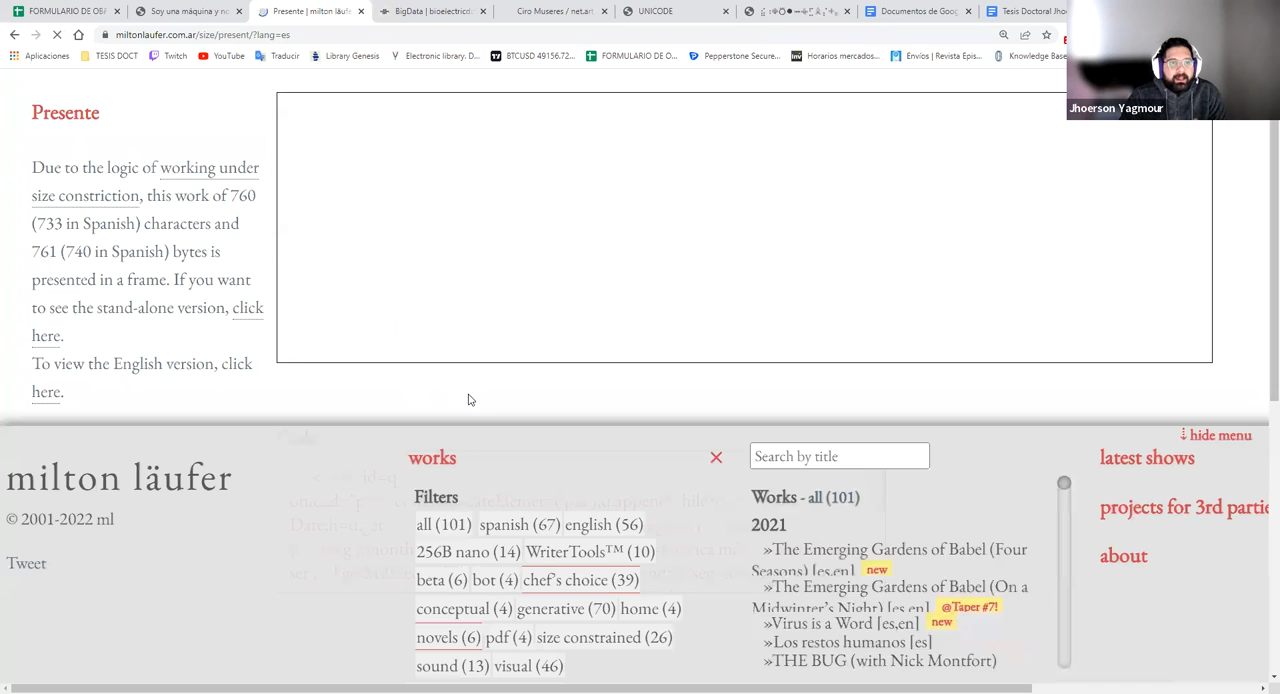 FORMULARIO DE OBR
Soy una máquina y no
Presente | milton läufe
BigData | bioelectricdo
Ciro Museres / net.art
UNICODE
Documentos de Goog
Tesis Doctoral Jhoe
miltonlaufer.com.ar/size/present/?lang=es
Aplicaciones
TESIS DOCT
Twitch
YouTube
Traducir
Library Genesis
Electronic library. D...
BTCUSD 49156.72...
FORMULARIO DE O...
Pepperstone Secure...
Horarios mercados...
Envíos | Revista Epis...
Knowledge Base
Jhoerson Yagmour
Presente
Due to the logic of working under
size constriction, this work of 760
(733 in Spanish) characters and
761 (740 in Spanish) bytes is
presented in a frame. If you want
to see the stand-alone version, click
here.
To view the English version, click
here.
⇣ hide menu
milton läufer
© 2001-2022 ml
Tweet
works
×
Filters
all (101) spanish (67) english (56)
256B nano (14) WriterTools™ (10)
beta (6) bot (4) chef's choice (39)
conceptual (4) generative (70) home (4)
novels (6) pdf (4) size constrained (26)
sound (13) visual (46)
Search by title
Works - all (101)
2021
»The Emerging Gardens of Babel (Four
Seasons) [es,en] new
»The Emerging Gardens of Babel (On a
Midwinter's Night) [es,en] @Taper #7!
»Virus is a Word [es,en] new
»Los restos humanos [es]
»THE BUG (with Nick Montfort)
latest shows
projects for 3rd partie
about